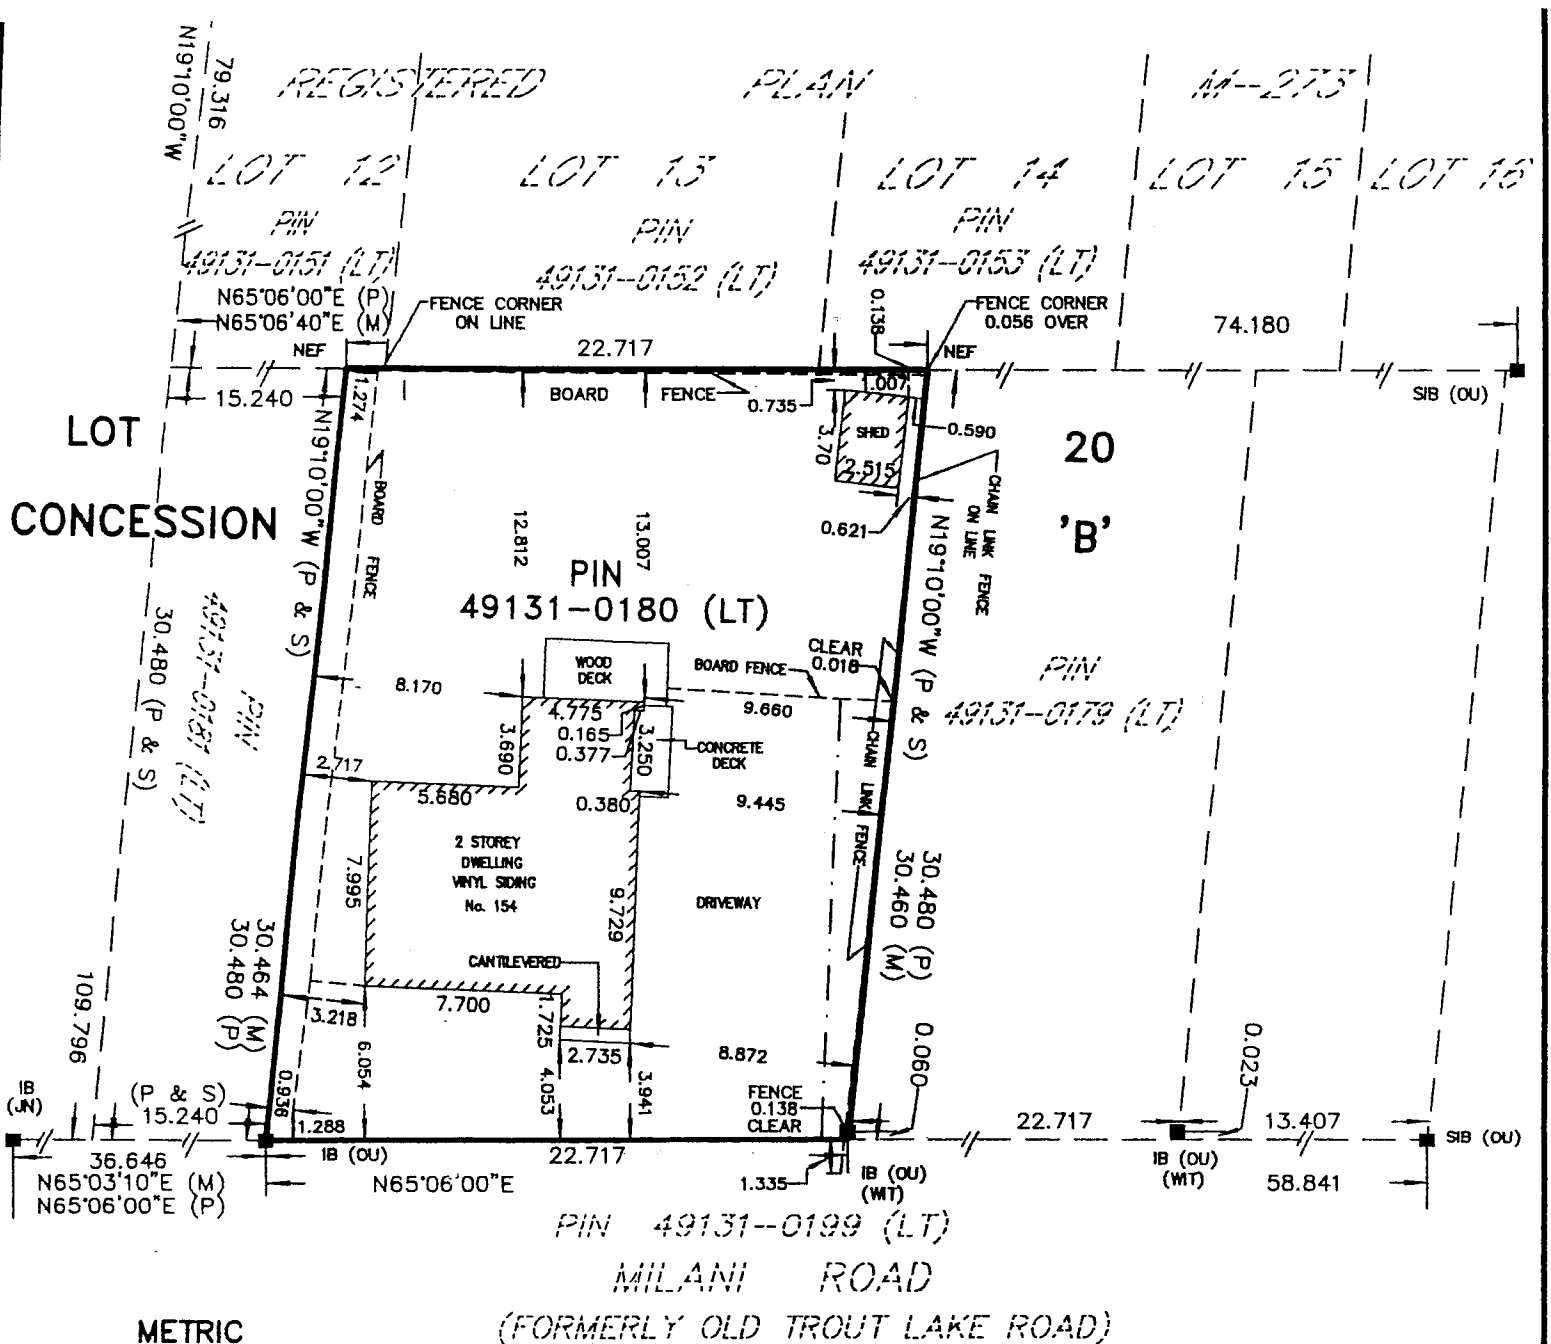 N19°10'00"W
79.316
REGISTERED PLAN M--273
LOT 12
LOT 13
LOT 14
LOT 15
LOT 16
PIN
49131-0151 (LT)
PIN
49131--0152 (LT)
PIN
49131--0153 (LT)
N65°06'00"E (P)
N65°06'40"E (M)
FENCE CORNER
ON LINE
0.138
FENCE CORNER
0.056 OVER
74.180
NEF
22.717
NEF
15.240
1.274
BOARD FENCE
0.735
1.007
SIB (OU)
LOT
20
CONCESSION
'B'
N19°10'00"W (P & S)
BOARD FENCE
SHED
3.70
2.515
0.590
0.621
CHAIN LINK FENCE
ON LINE
12.812
13.007
N19°10'00"W (P & S)
PIN
49131-0180 (LT)
30.480 (P & S)
PIN
49131-0181 (LT)
WOOD
DECK
BOARD FENCE
CLEAR
0.018
PIN
49131-0179 (LT)
8.170
4.775
0.165
0.377
3.690
3.250
9.660
CONCRETE
DECK
CHAIN LINK FENCE
2.717
5.680
0.380
9.445
2 STOREY
DWELLING
VINYL SIDING
No. 154
7.995
9.729
DRIVEWAY
30.480 (P)
30.460 (M)
30.464 (M)
30.480 (P)
CANTILEVERED
7.700
1.725
3.218
2.735
8.872
109.796
6.054
4.053
3.941
0.060
0.023
IB
(JN)
(P & S)
15.240
0.936
1.288
FENCE
0.138
CLEAR
22.717
13.407
SIB (OU)
36.646
IB (OU)
22.717
IB (OU)
(WIT)
IB (OU)
(WIT)
N65°03'10"E (M)
N65°06'00"E (P)
N65°06'00"E
1.335
58.841
PIN 49131--0199 (LT)
MILANI ROAD
METRIC
(FORMERLY OLD TROUT LAKE ROAD)